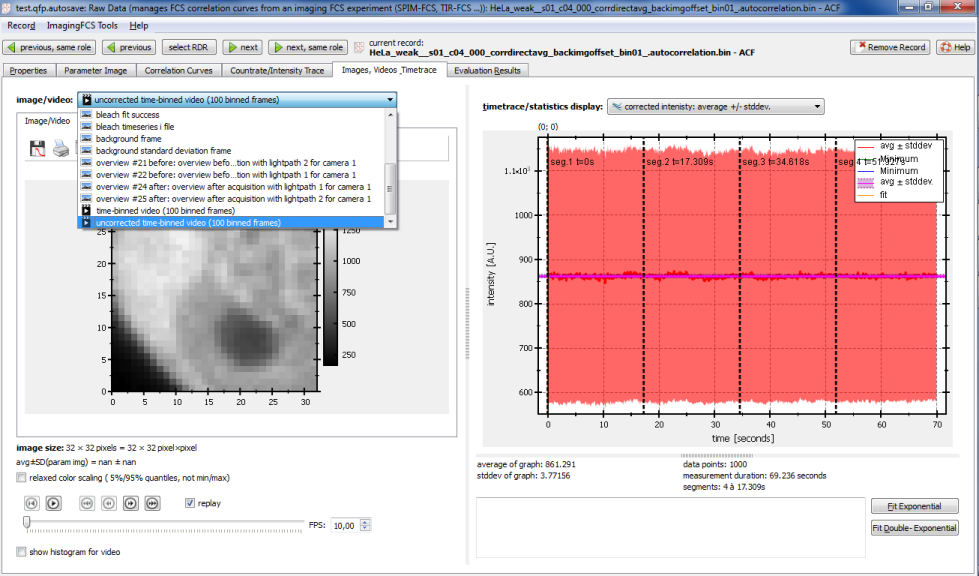 test.qfp.autosave: Raw Data (manages FCS correlation curves from an imaging FCS experiment (SPIM-FCS, TIR-FCS ...)): HeLa_weak__s01_c04_000_corrdirectavg_backimgoffset_bin01_.autocorrelation.bin - ACF
Record ImagingFCS Tools Help
previous, same role previous select RDR next next, same role current record: Remove Record Help
HeLa_weak__s01_c04_000_corrdirectavg_backimgoffset_bin01_.autocorrelation.bin - ACF
Properties Parameter Image Correlation Curves Countrate/Intensity Trace Images, Videos ,Timetrace Evaluation Results
image/video: uncorrected time-binned video (100 binned frames)
Image/Video
bleach fit success
bleach timeseries i file
background frame
background standard deviation frame
overview #21 before: overview befo...tion with lightpath 2 for camera 1
overview #22 before: overview befo...tion with lightpath 2 for camera 1
overview #24 after: overview after acquisition with lightpath 1 for camera 1
overview #25 after: overview after acquisition with lightpath 2 for camera 1
time-binned video (100 binned frames)
uncorrected time-binned video (100 binned frames)
25
20
15
10
5
0
0 5 10 15 20 25 30
1250
1000
750
500
250
image size: 32 × 32 pixels = 32 × 32 pixel×pixel
avg±SD(param img) = nan ± nan
relaxed color scaling ( 5%/95% quantiles, not min/max)
replay
FPS: 10,00
show histogram for video
timetrace/statistics display: corrected intenisty: average +/- stddev.
(0; 0)
seg.1 t=0s seg.2 t=17.309s seg.3 t=34.618s seg.4 t=51.927s
avg ± stddev
Minimum
Minimum
avg ± stddev.
fit
intensity [A.U.]
1.1x10³
1000
900
800
700
600
0 10 20 30 40 50 60 70
time [seconds]
average of graph: 861.291
stddev of graph: 3.77156
data points: 1000
measurement duration: 69.236 seconds
segments: 4 à 17.309s
Fit Exponential
Fit Double- Exponential